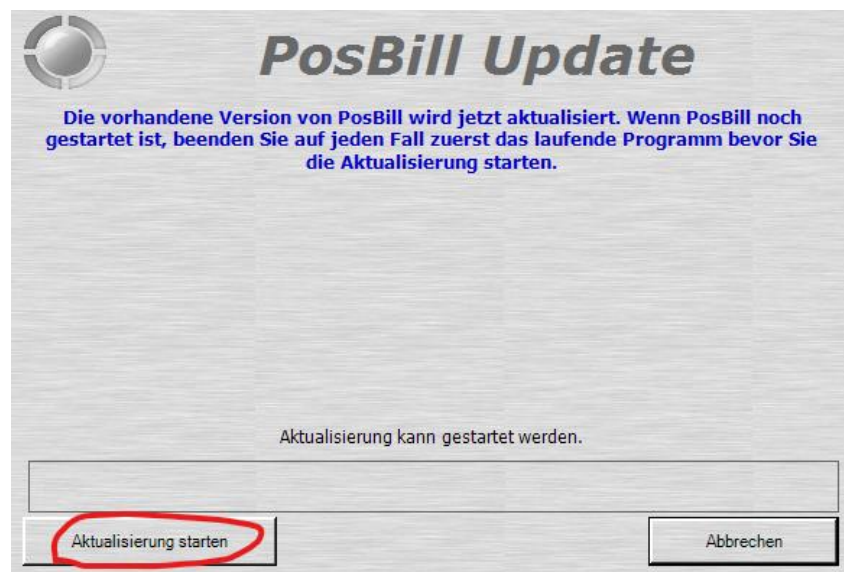 PosBill Update
Die vorhandene Version von PosBill wird jetzt aktualisiert. Wenn PosBill noch
gestartet ist, beenden Sie auf jeden Fall zuerst das laufende Programm bevor Sie
die Aktualisierung starten.
Aktualisierung kann gestartet werden.
Aktualisierung starten
Abbrechen